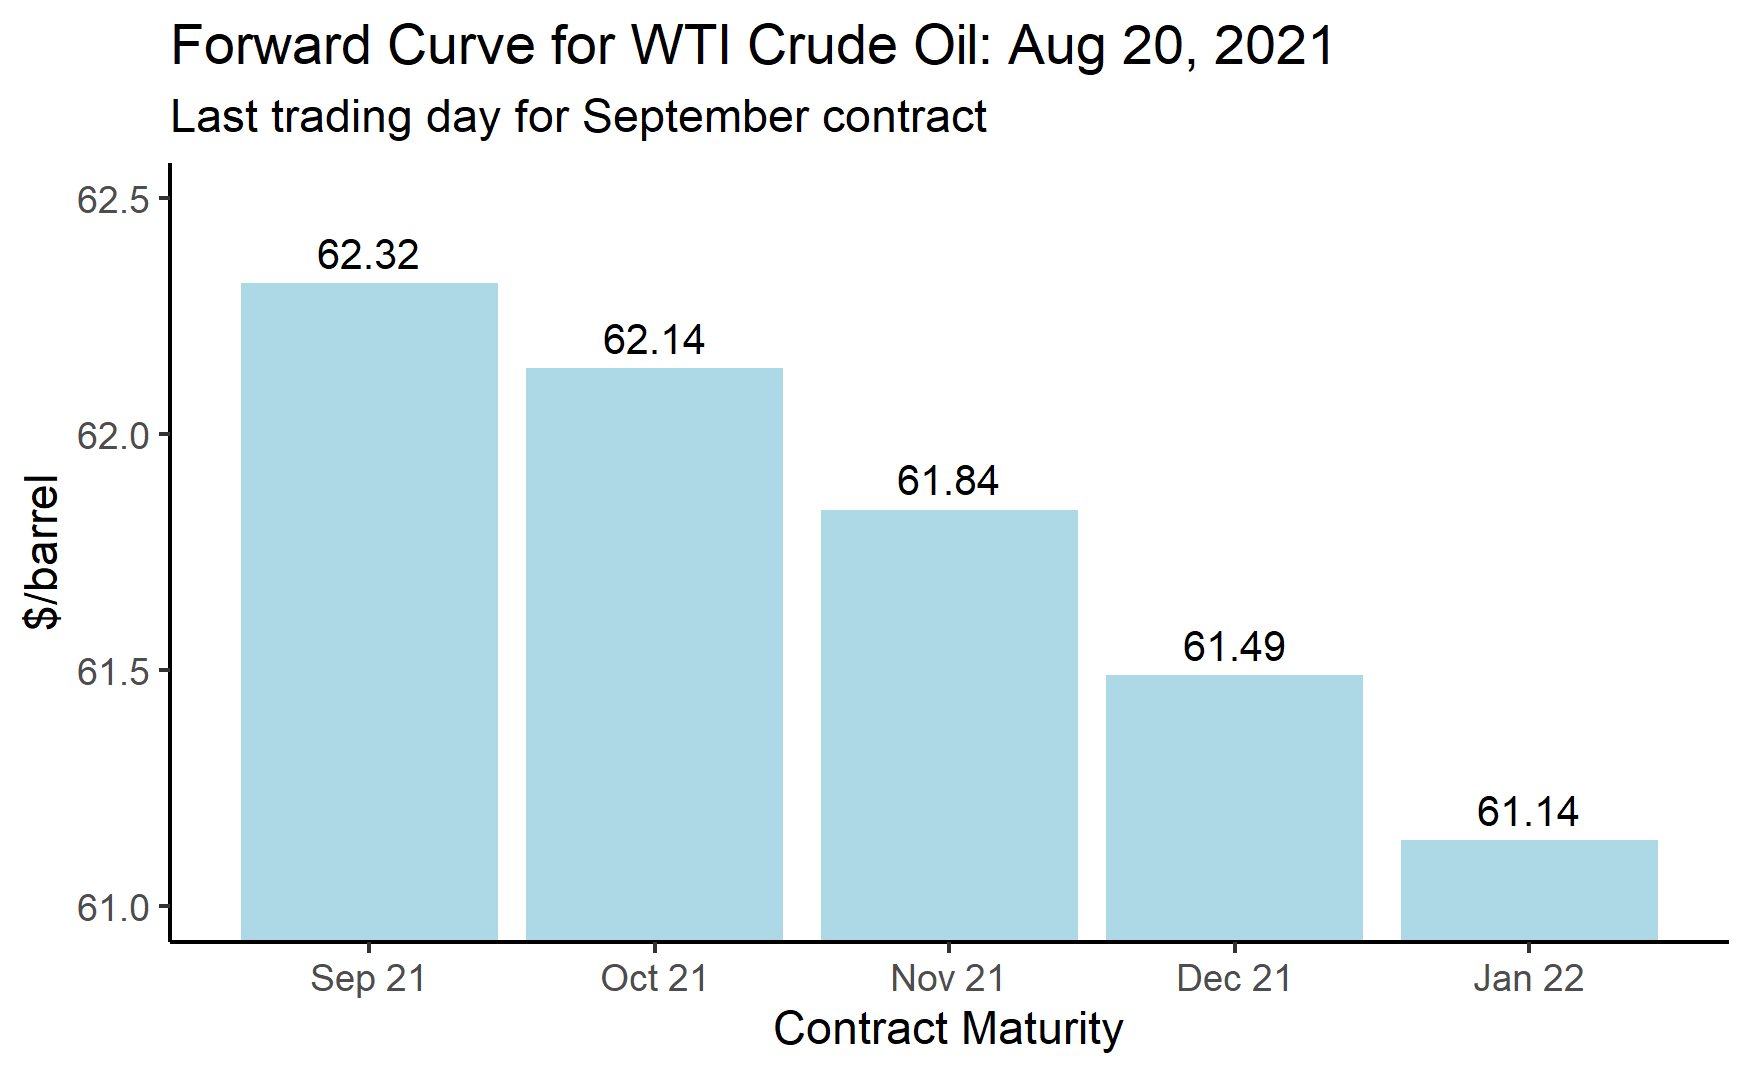 Forward Curve for WTI Crude Oil: Aug 20, 2021
Last trading day for September contract
62.5
62.0
61.5
61.0
$/barrel
62.32
62.14
61.84
61.49
61.14
Sep 21
Oct 21
Nov 21
Dec 21
Jan 22
Contract Maturity